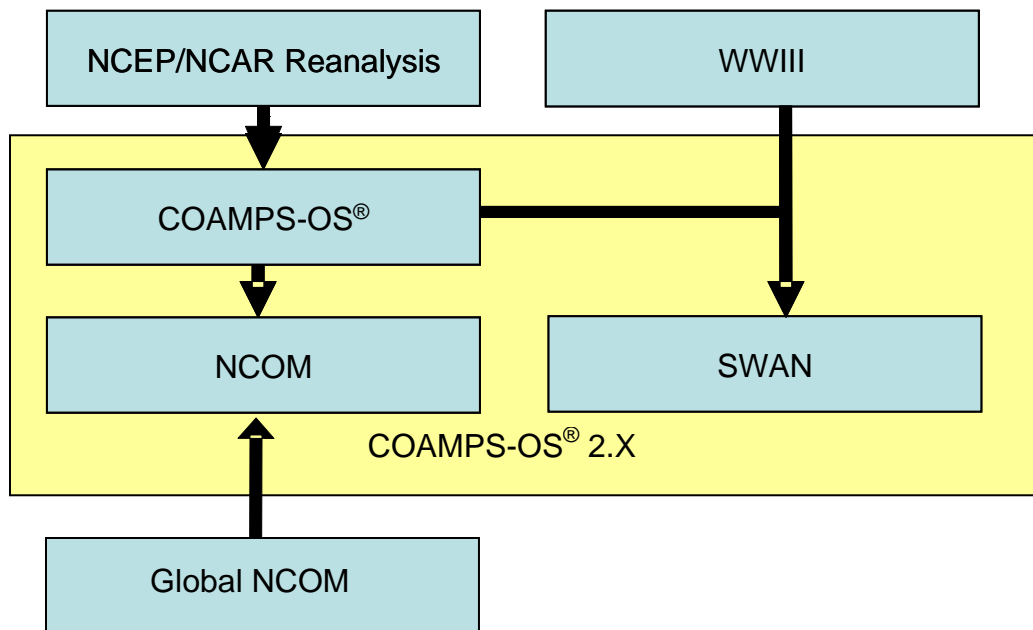 NCEP/NCAR Reanalysis
WWIII
COAMPS-OS®
NCOM
SWAN
COAMPS-OS® 2.X
Global NCOM